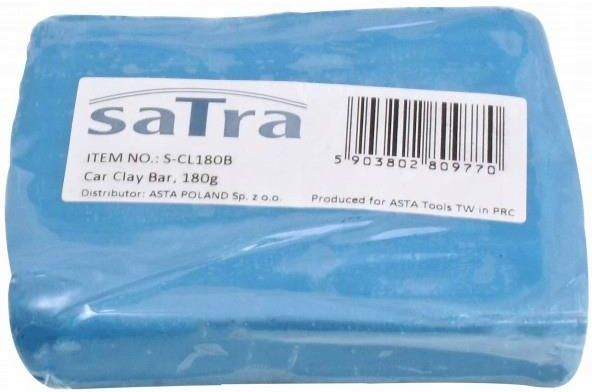 saTra
ITEM NO.: S-CL180B
Car Clay Bar, 180g
Distributor: ASTA POLAND Sp. z o.o.
5 903802 809770
Produced for ASTA Tools TW in PRC